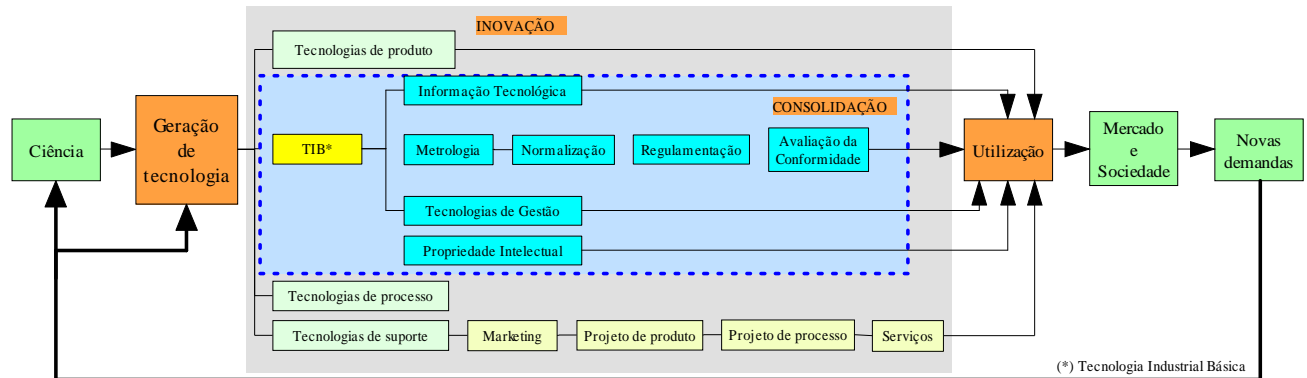 INOVAÇÃO
Tecnologias de produto
Informação Tecnológica
CONSOLIDAÇÃO
Ciência
Geração
de
tecnologia
TIB*
Metrologia
Normalização
Regulamentação
Avaliação da
Conformidade
Utilização
Mercado
e
Sociedade
Novas
demandas
Tecnologias de Gestão
Propriedade Intelectual
Tecnologias de processo
Tecnologias de suporte
Marketing
Projeto de produto
Projeto de processo
Serviços
(*) Tecnologia Industrial Básica